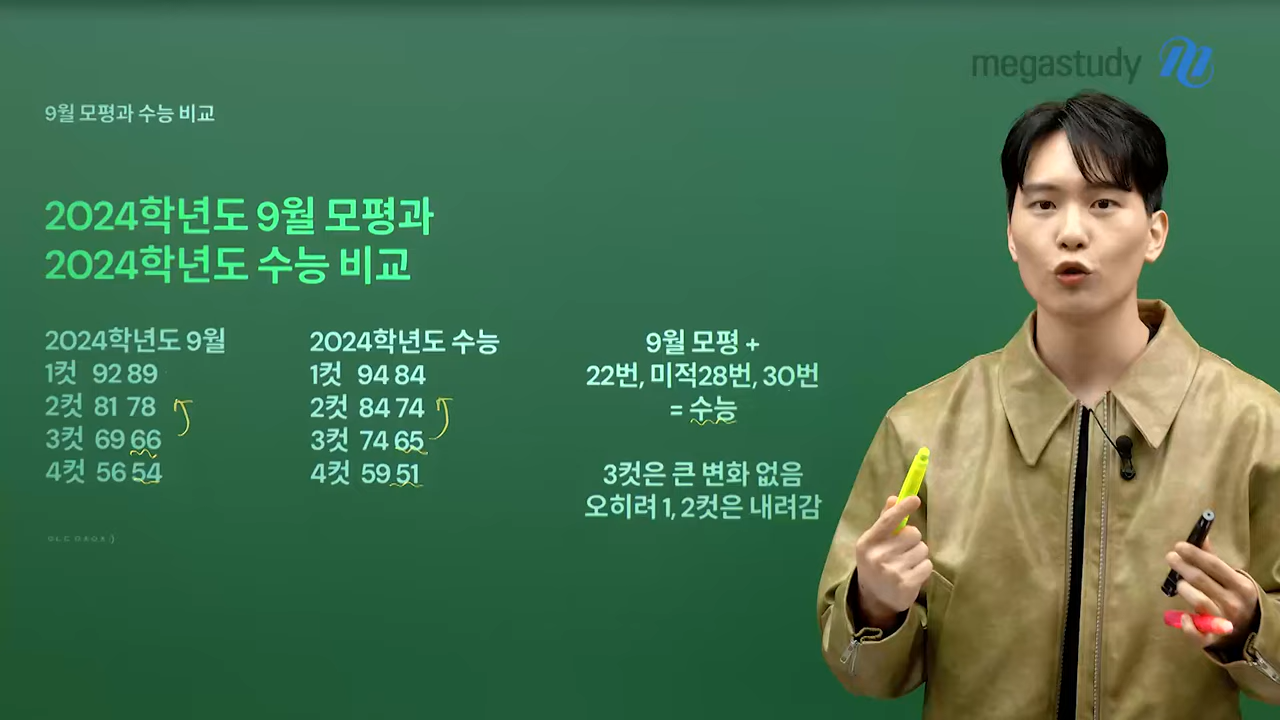 megastudy
9월 모평과 수능 비교
2024학년도 9월 모평과
2024학년도 수능 비교
2024학년도 9월
1컷 92 89
2컷 81 78
3컷 69 66
4컷 56 54
2024학년도 수능
1컷 94 84
2컷 84 74
3컷 74 65
4컷 59 51
9월 모평 +
22번, 미적28번, 30번
= 수능
3컷은 큰 변화 없음
오히려 1, 2컷은 내려감